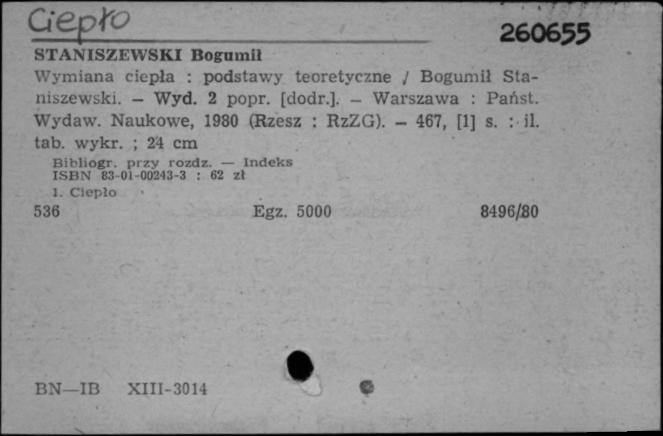 Ciepło
260655
STANISZEWSKI Bogumił
Wymiana ciepła : podstawy teoretyczne / Bogumił Sta-
niszewski. — Wyd. 2 popr. [dodr.]. — Warszawa : Państ.
Wydaw. Naukowe, 1980 (Rzesz : RzZG). — 467, [1] s. : il.
tab. wykr. ; 24 cm
Bibliogr. przy rozdz. — Indeks
ISBN 83-01-00243-3 : 62 zł
1. Ciepło
536 Egz. 5000 8496/80
BN—IB XIII-3014